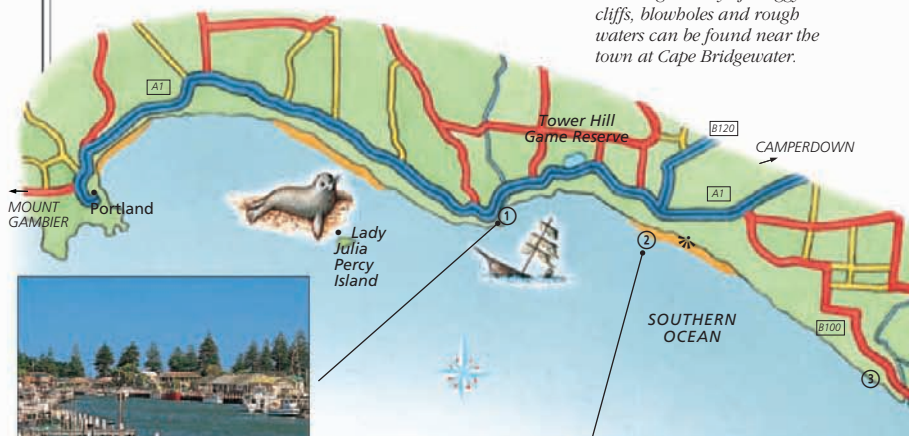 cliffs, blowholes and rough
waters can be found near the
town at Cape Bridgewater.
A1
Tower Hill
Game Reserve
B120
CAMPERDOWN
MOUNT
GAMBIER
Portland
A1
1
Lady
Julia
Percy
Island
2
SOUTHERN
OCEAN
B100
3